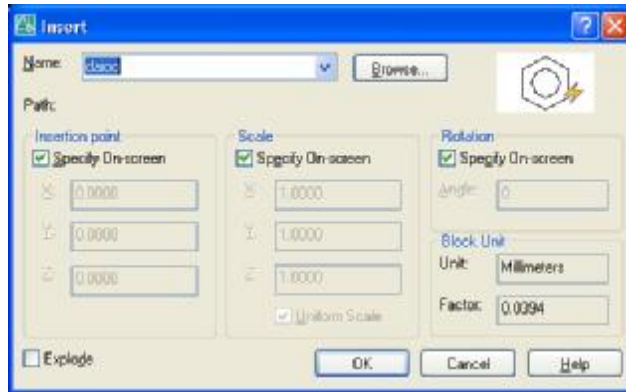 Insert
Name: daiоc Browse...
Path:
Insertion point
Specify On-screen
X: 0.0000
Y: 0.0000
Z: 0.0000
Scale
Specify On-screen
X: 1.0000
Y: 1.0000
Z: 1.0000
Uniform Scale
Rotation
Specify On-screen
Angle: 0
Block Unit
Unit: Millimeters
Factor: 0.0394
Explode
OK Cancel Help